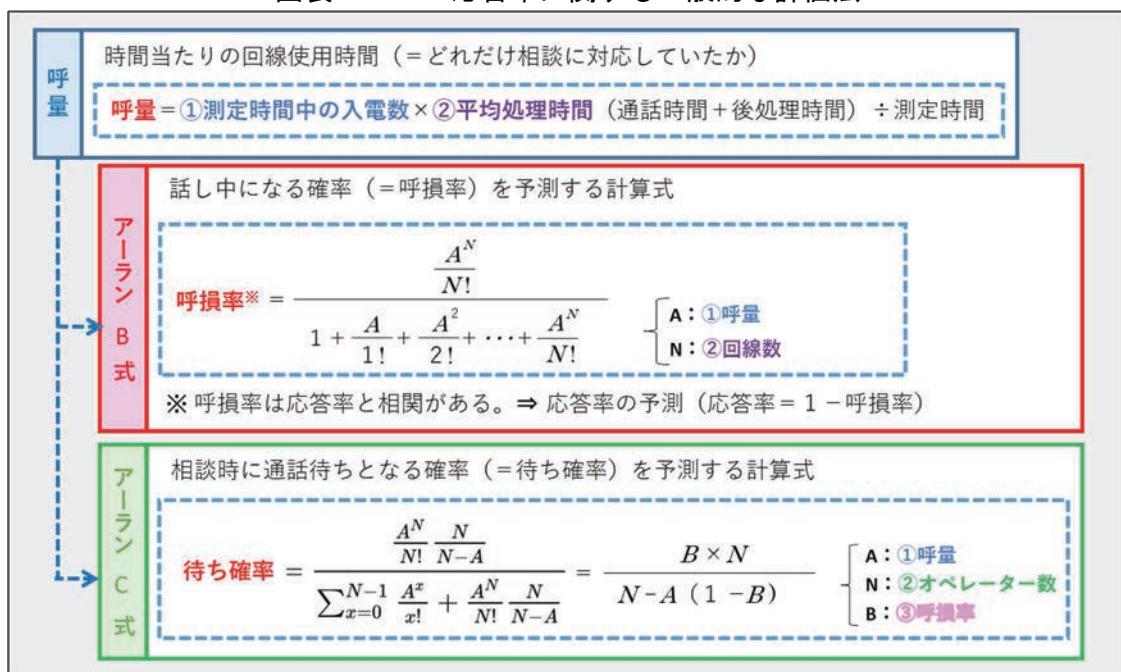 時間当たりの回線使用時間（＝どれだけ相談に対応していたか）
呼量
呼量＝①測定時間中の入電数×②平均処理時間（通話時間＋後処理時間）÷測定時間
話し中になる確率（＝呼損率）を予測する計算式
アーラン B 式
呼損率※ = (A^N / N!) / (1 + A/1! + A^2/2! + ⋯ + A^N/N!)
A：①呼量
N：②回線数
※ 呼損率は応答率と相関がある。⇒ 応答率の予測（応答率＝１－呼損率）
相談時に通話待ちとなる確率（＝待ち確率）を予測する計算式
アーラン C 式
待ち確率 = (A^N/N! N/(N-A)) / (∑_{x=0}^{N-1} A^x/x! + A^N/N! N/(N-A)) = (B × N) / (N-A（1-B）)
A：①呼量
N：②オペレーター数
B：③呼損率